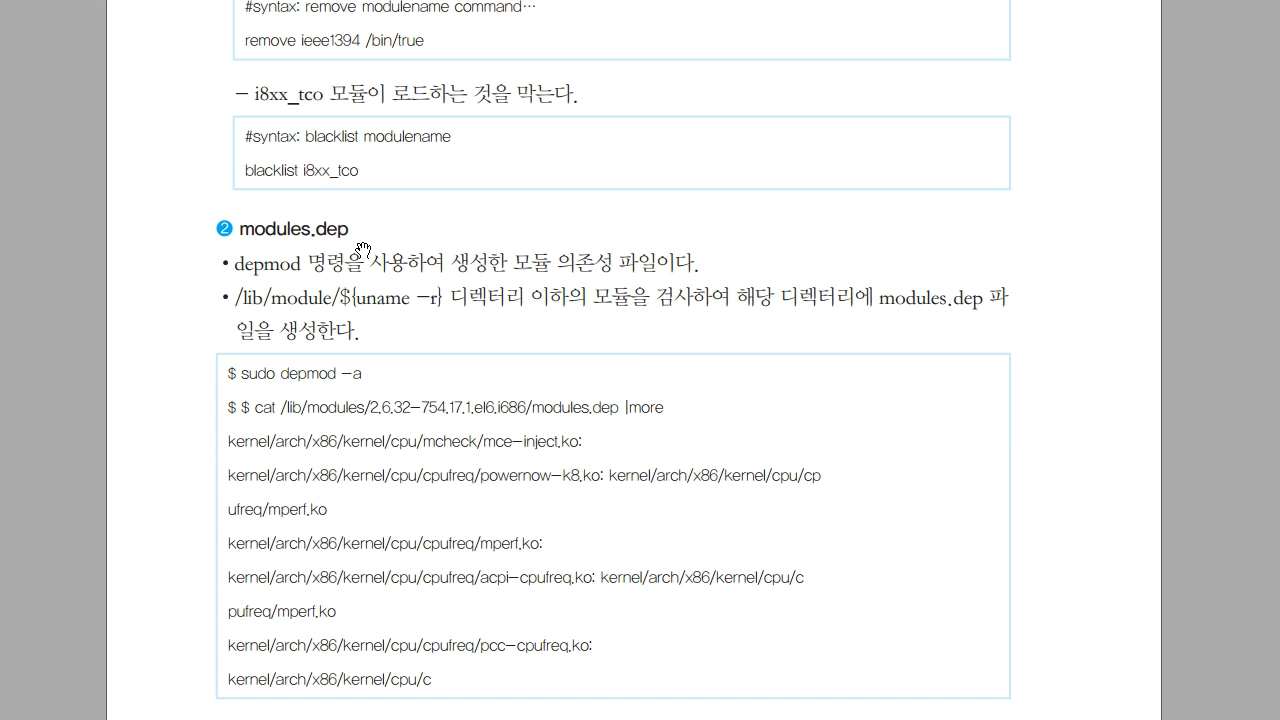 #syntax: remove modulename command…
remove ieee1394 /bin/true
– i8xx_tco 모듈이 로드하는 것을 막는다.
#syntax: blacklist modulename
blacklist i8xx_tco
❷ modules.dep
• depmod 명령을 사용하여 생성한 모듈 의존성 파일이다.
• /lib/module/${uname –r} 디렉터리 이하의 모듈을 검사하여 해당 디렉터리에 modules.dep 파
일을 생성한다.
$ sudo depmod –a
$ $ cat /lib/modules/2.6.32–754.17.1.el6.i686/modules.dep |more
kernel/arch/x86/kernel/cpu/mcheck/mce–inject.ko:
kernel/arch/x86/kernel/cpu/cpufreq/powernow–k8.ko: kernel/arch/x86/kernel/cpu/cp
ufreq/mperf.ko
kernel/arch/x86/kernel/cpu/cpufreq/mperf.ko:
kernel/arch/x86/kernel/cpu/cpufreq/acpi–cpufreq.ko: kernel/arch/x86/kernel/cpu/c
pufreq/mperf.ko
kernel/arch/x86/kernel/cpu/cpufreq/pcc–cpufreq.ko:
kernel/arch/x86/kernel/cpu/c